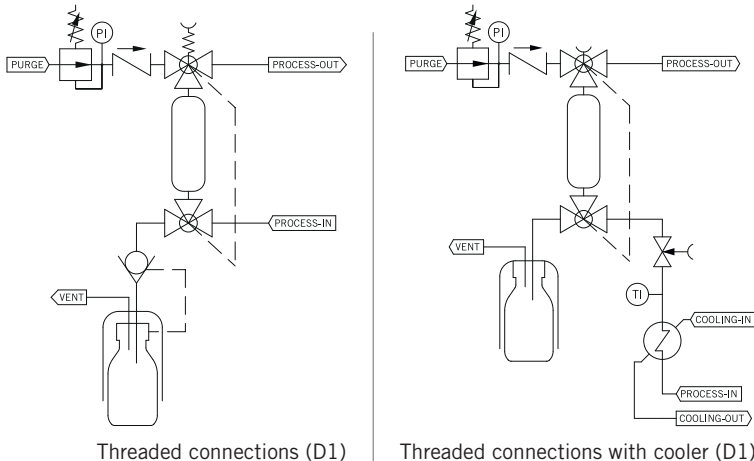 PI
PURGE
PROCESS-OUT
PROCESS-IN
VENT
Threaded connections (D1)
PI
PURGE
PROCESS-OUT
VENT
TI
COOLING-IN
PROCESS-IN
COOLING-OUT
Threaded connections with cooler (D1)